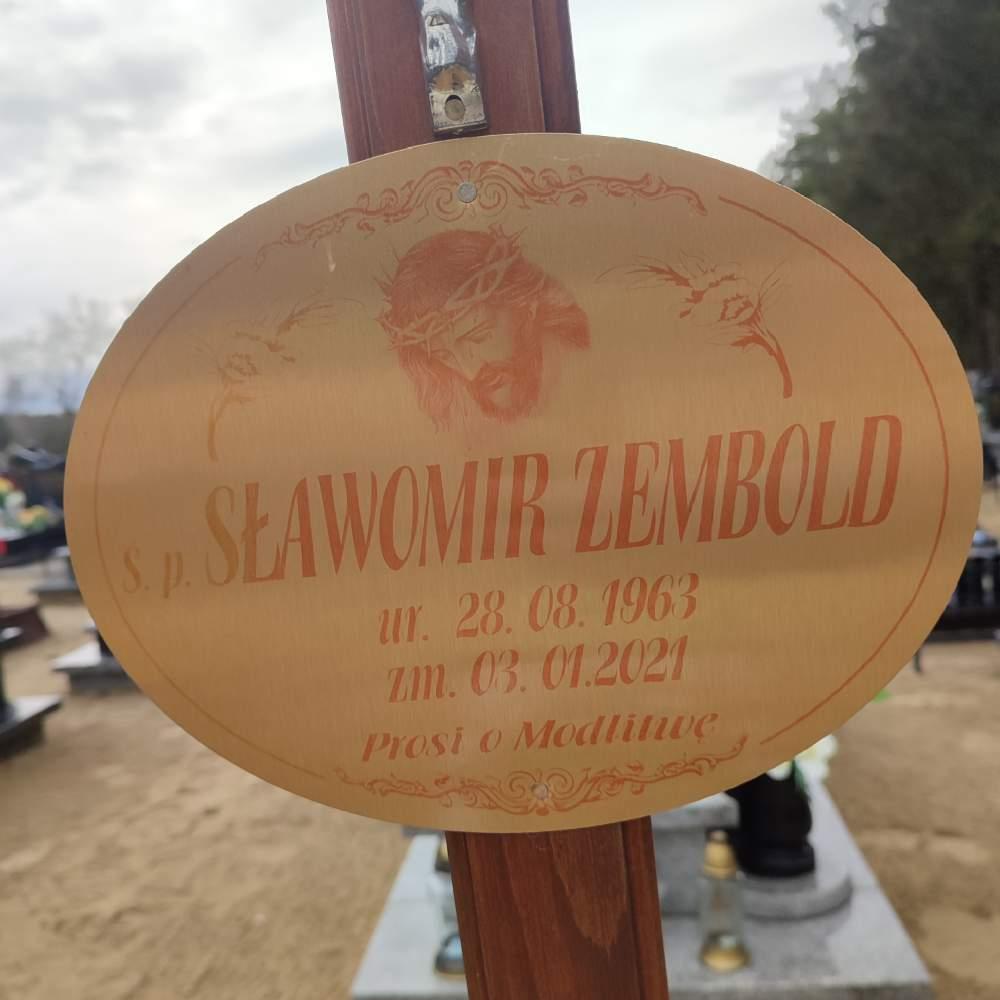 Ś. p. SŁAWOMIR ZEMBOLD
ur. 28. 08. 1963
zm. 03. 01.2021
Prosi o Modlitwę